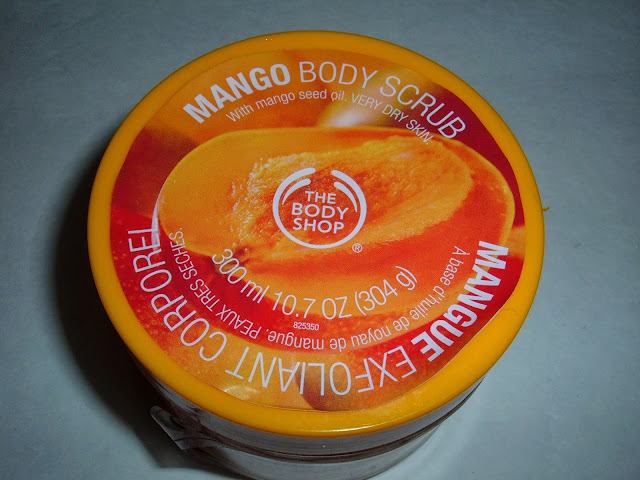 MANGO BODY SCRUB
With mango seed oil. VERY DRY SKIN.
THE
BODY
SHOP
®
300 ml 10.7 OZ (304 g)
825350
MANGUE EXFOLIANT CORPOREL
À base d'huile de noyau de mangue. PEAUX TRÈS SÈCHES.